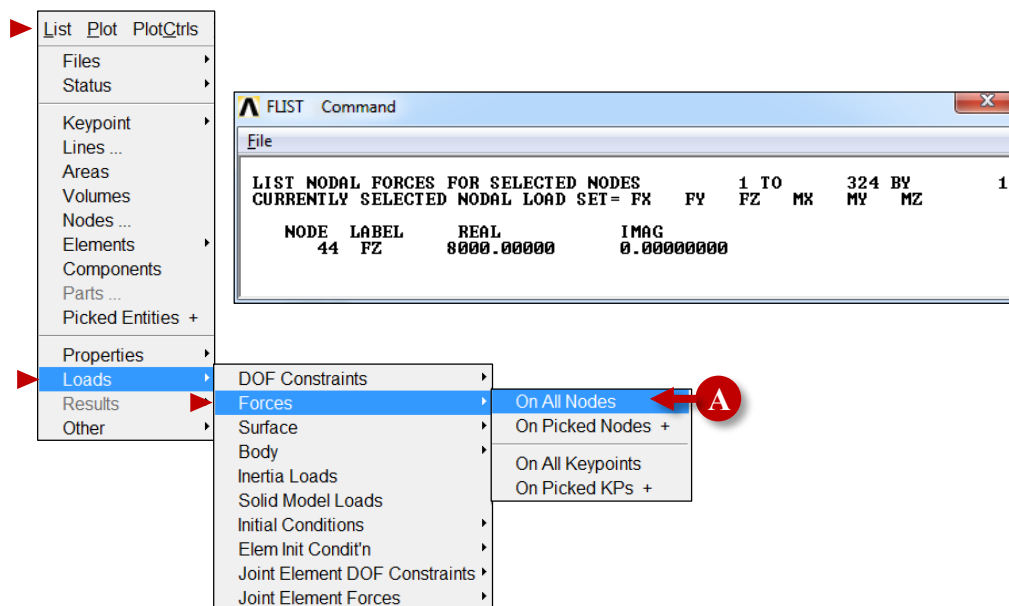 List Plot PlotCtrls
Files
Status
Keypoint
Lines ...
Areas
Volumes
Nodes ...
Elements
Components
Parts ...
Picked Entities +
Properties
Loads
Results
Other
FLIST Command
File
LIST NODAL FORCES FOR SELECTED NODES 1 TO 324 BY 1
CURRENTLY SELECTED NODAL LOAD SET= FX FY FZ MX MY MZ
NODE LABEL REAL IMAG
44 FZ 8000.00000 0.00000000
DOF Constraints
Forces
Surface
Body
Inertia Loads
Solid Model Loads
Initial Conditions
Elem Init Condit'n
Joint Element DOF Constraints
Joint Element Forces
On All Nodes
On Picked Nodes +
On All Keypoints
On Picked KPs +
A